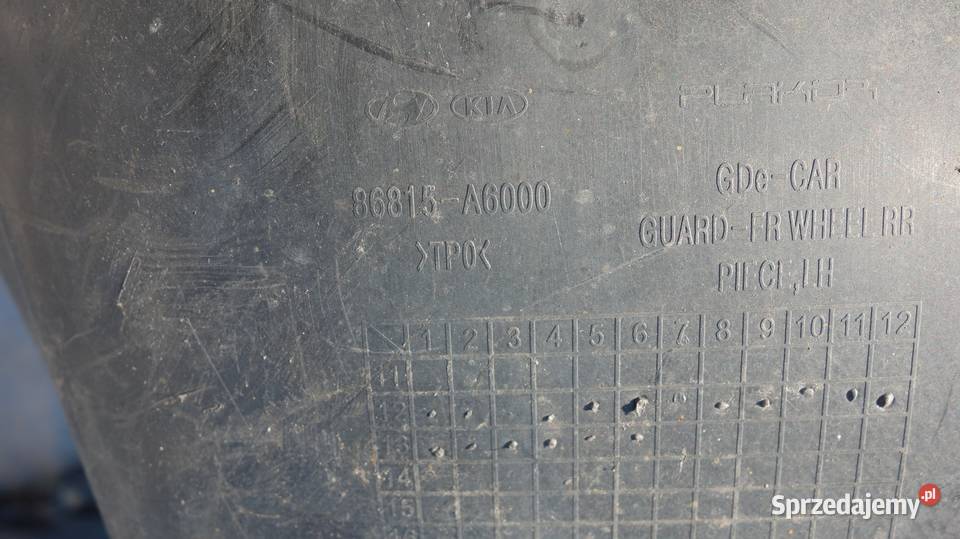 KIA
PLAKOR
86815-A6000
GDe-CAR
>TPO<
GUARD-FR WHEEL RR
PIECE,LH
1 2 3 4 5 6 7 8 9 10 11 12
11
12
13
14
15
Sprzedajemy.pl